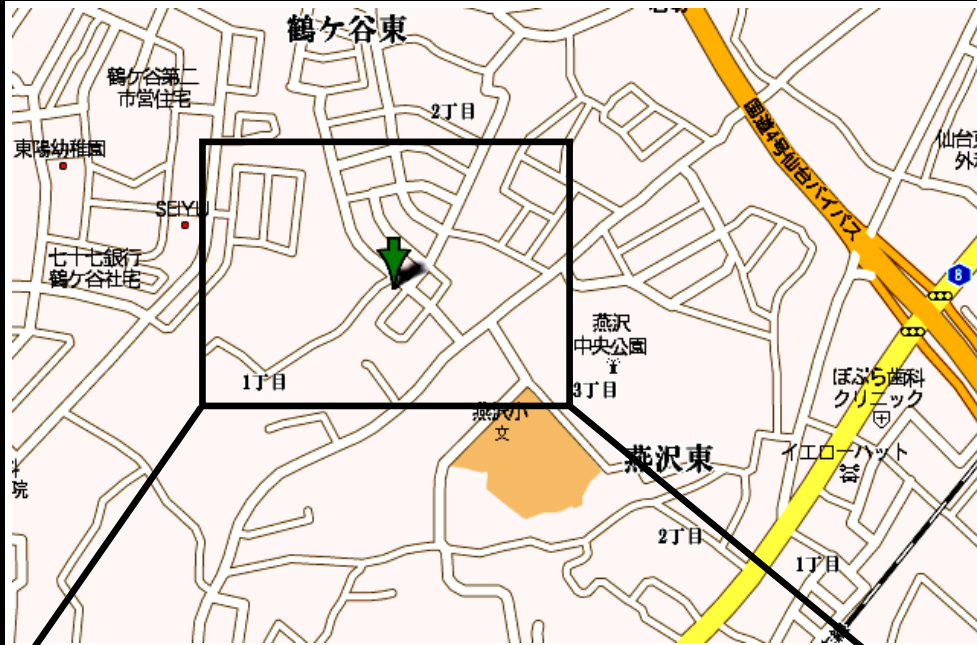 鶴ケ谷東
鶴ケ谷第二
市営住宅
2丁目
国道4号仙台バイパス
東陽幼稚園
SEIYU
七十七銀行
鶴ケ谷社宅
8
燕沢
中央公園
1丁目
3丁目
ぽぷら歯科
クリニック
燕沢小
文
燕沢東
イエローハット
院
2丁目
1丁目